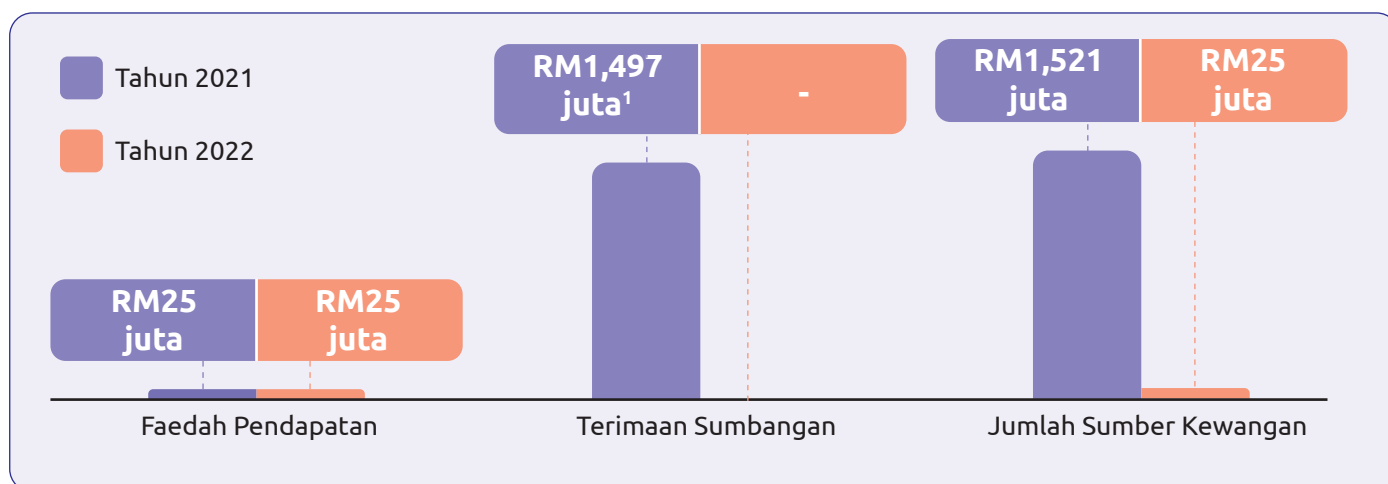 Tahun 2021
Tahun 2022
RM25
juta
RM25
juta
Faedah Pendapatan
RM1,497
juta¹
-
Terimaan Sumbangan
RM1,521
juta
RM25
juta
Jumlah Sumber Kewangan